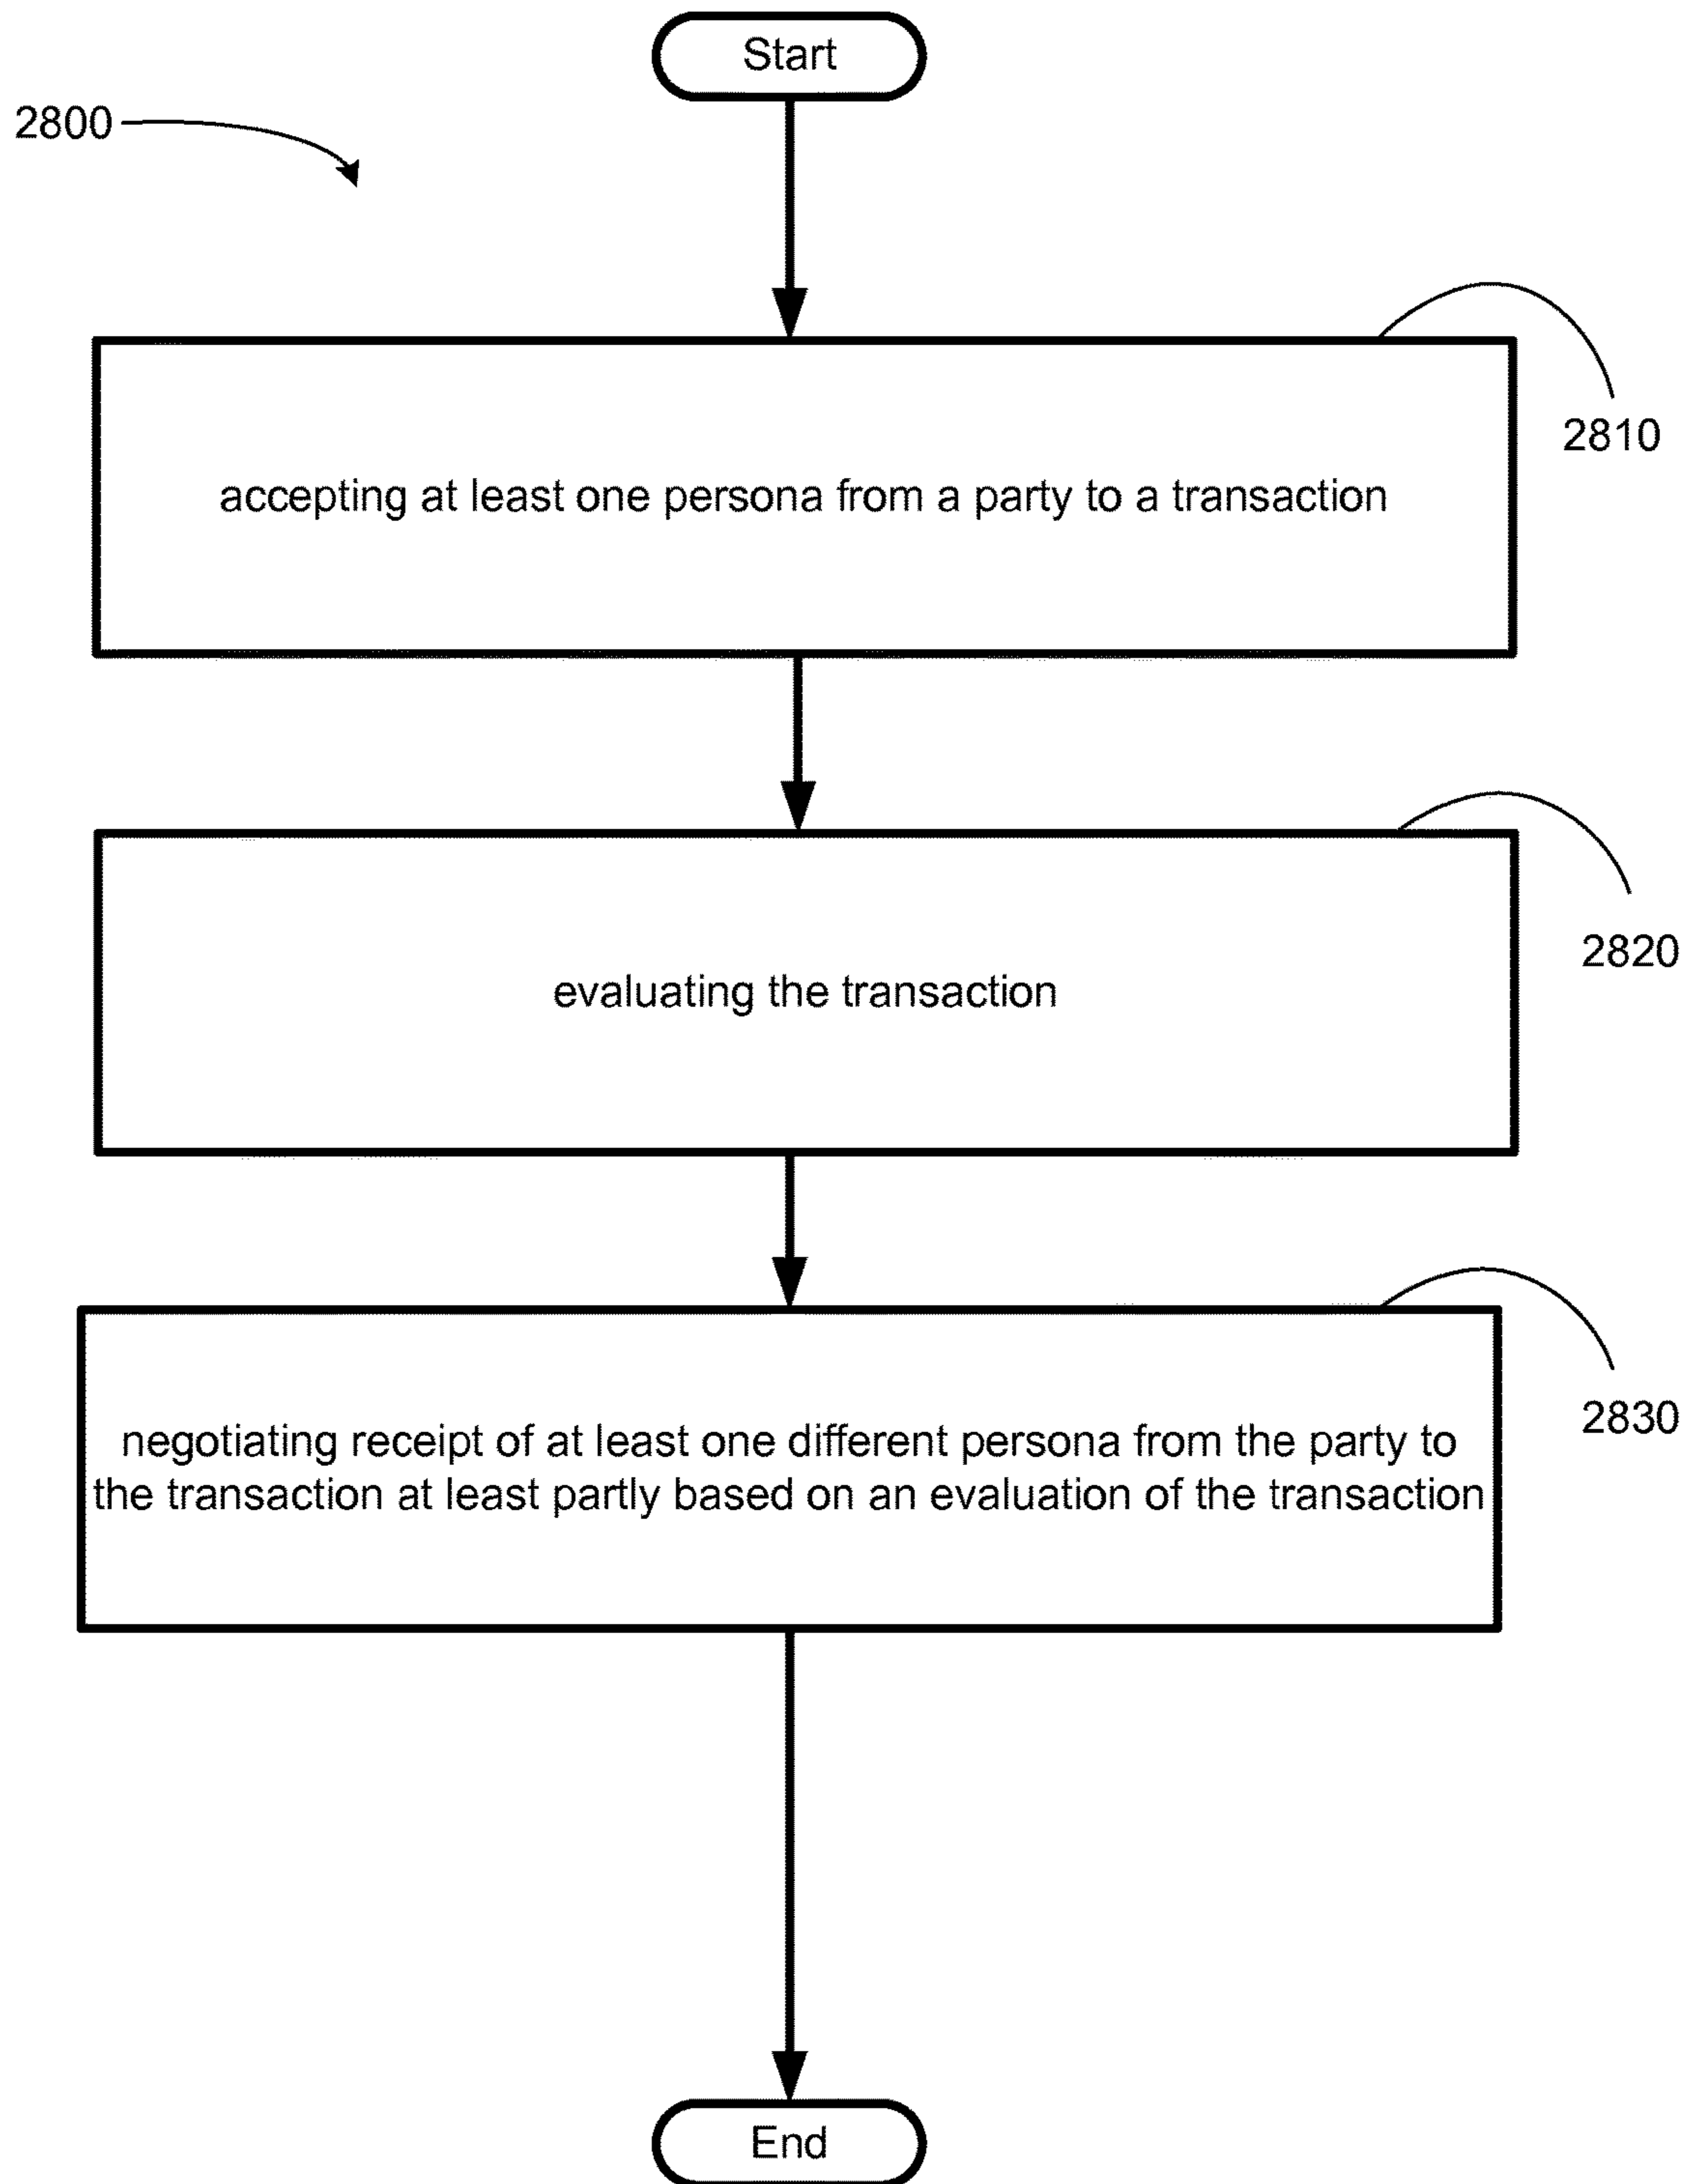 Start
2800
2810
accepting at least one persona from a party to a transaction
2820
evaluating the transaction
2830
negotiating receipt of at least one different persona from the party to
the transaction at least partly based on an evaluation of the transaction
End